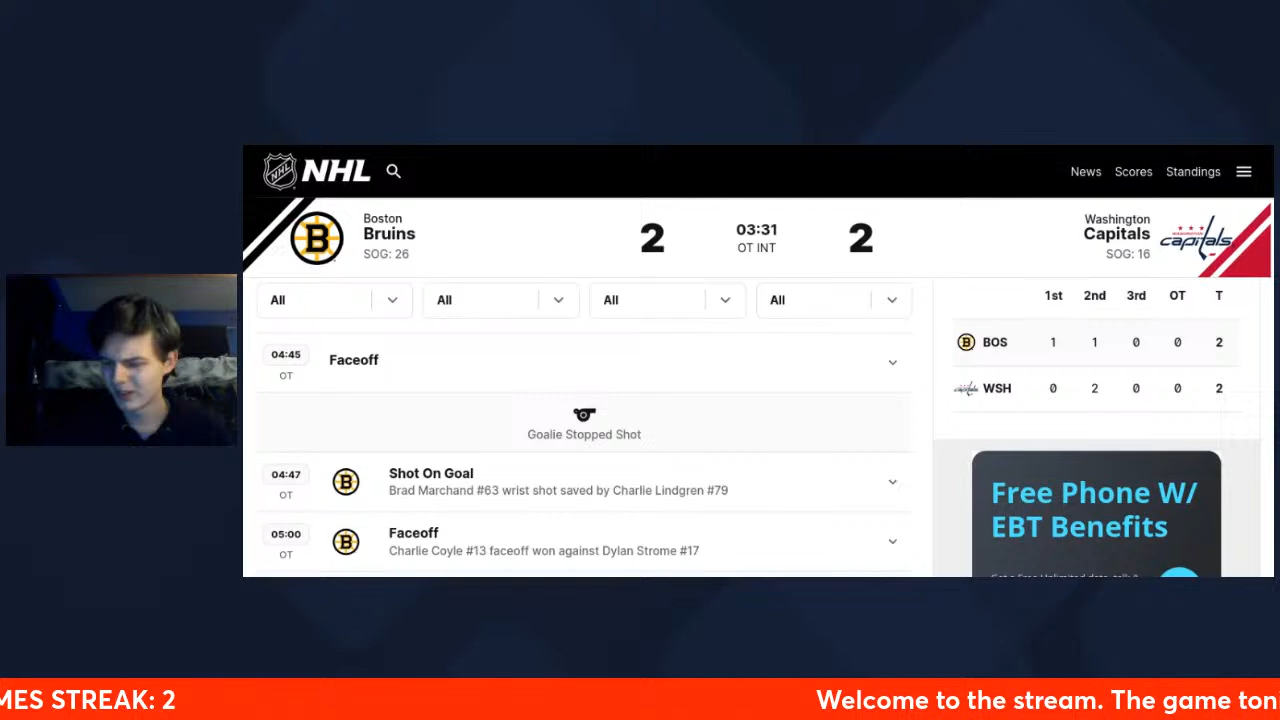 NHL
News Scores Standings
Boston
Bruins
SOG: 26
2
03:31
OT INT
2
Washington
Capitals
SOG: 16
capitals
All All All All
04:45
OT
Faceoff
Goalie Stopped Shot
04:47
OT
Shot On Goal
Brad Marchand #63 wrist shot saved by Charlie Lindgren #79
05:00
OT
Faceoff
Charlie Coyle #13 faceoff won against Dylan Strome #17
1st 2nd 3rd OT T
BOS 1 1 0 0 2
WSH 0 2 0 0 2
Free Phone W/
EBT Benefits
MES STREAK: 2
Welcome to the stream. The game ton